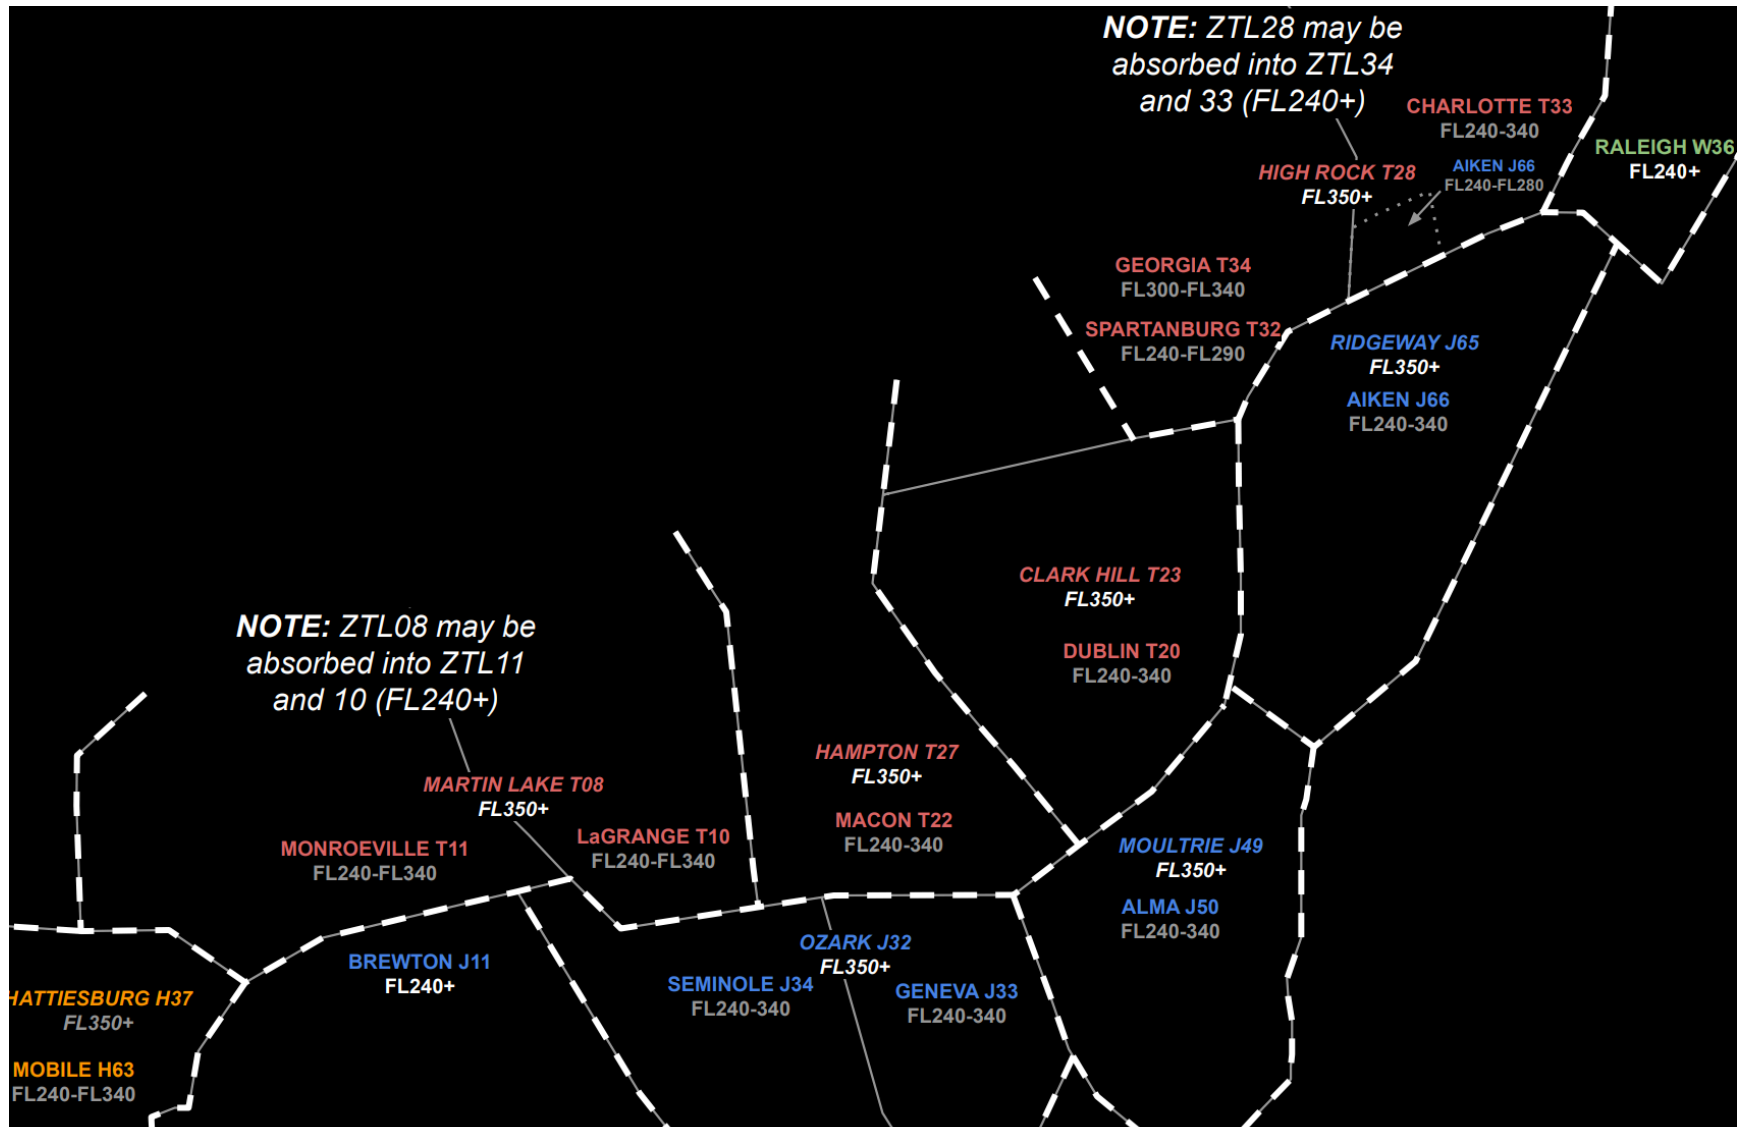 NOTE: ZTL28 may be
absorbed into ZTL34
and 33 (FL240+)
CHARLOTTE T33
FL240-340
RALEIGH W36
FL240+
HIGH ROCK T28
FL350+
AIKEN J66
FL240-FL280
GEORGIA T34
FL300-FL340
SPARTANBURG T32
FL240-FL290
RIDGEWAY J65
FL350+
AIKEN J66
FL240-340
CLARK HILL T23
FL350+
DUBLIN T20
FL240-340
NOTE: ZTL08 may be
absorbed into ZTL11
and 10 (FL240+)
MARTIN LAKE T08
FL350+
HAMPTON T27
FL350+
MACON T22
FL240-340
MONROEVILLE T11
FL240-FL340
LaGRANGE T10
FL240-FL340
MOULTRIE J49
FL350+
ALMA J50
FL240-340
BREWTON J11
FL240+
OZARK J32
FL350+
SEMINOLE J34
FL240-340
GENEVA J33
FL240-340
HATTIESBURG H37
FL350+
MOBILE H63
FL240-FL340